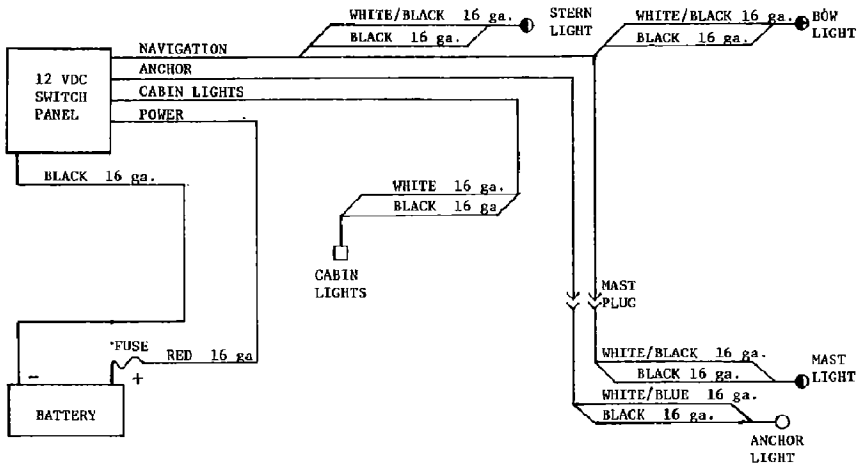 WHITE/BLACK 16 ga.
BLACK 16 ga.
STERN
LIGHT
WHITE/BLACK 16 ga.
BLACK 16 ga.
BOW
LIGHT
NAVIGATION
ANCHOR
CABIN LIGHTS
POWER
12 VDC
SWITCH
PANEL
BLACK 16 ga.
WHITE 16 ga.
BLACK 16 ga
CABIN
LIGHTS
MAST
PLUG
*FUSE
RED 16 ga
- +
BATTERY
WHITE/BLACK 16 ga.
BLACK 16 ga.
MAST
LIGHT
WHITE/BLUE 16 ga.
BLACK 16 ga.
ANCHOR
LIGHT